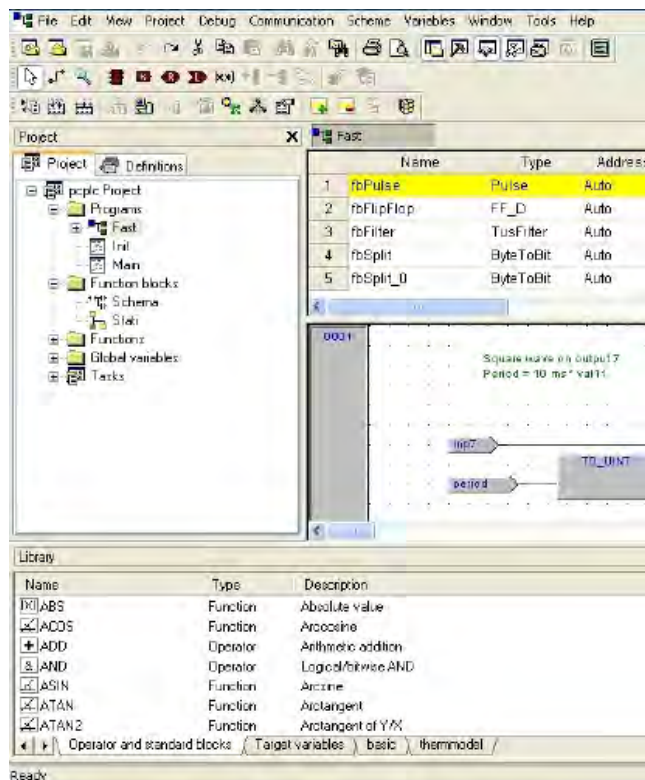 File Edit View Project Debug Communication Scheme Variables Window Tools Help
Project X
Project Definitions
pcplc Project
Programs
Fast
Init
Main
Function blocks
Schema
Stati
Functions
Global variables
Tasks
Fast
Name Type Address
1 fbPulse Pulse Auto
2 fbFlipFlop FF_D Auto
3 fbFilter TusFilter Auto
4 fbSplit ByteToBit Auto
5 fbSplit_0 ByteToBit Auto
0001
Square wave on output7
Period = 10 ms * val11
inp7
TO_UINT
period
Library
Name Type Description
ABS Function Absolute value
ACOS Function Arccosine
ADD Operator Arithmetic addition
AND Operator Logical/bitwise AND
ASIN Function Arcsine
ATAN Function Arctangent
ATAN2 Function Arctangent of Y/X
Operator and standard blocks Target variables basic thermmodel
Ready